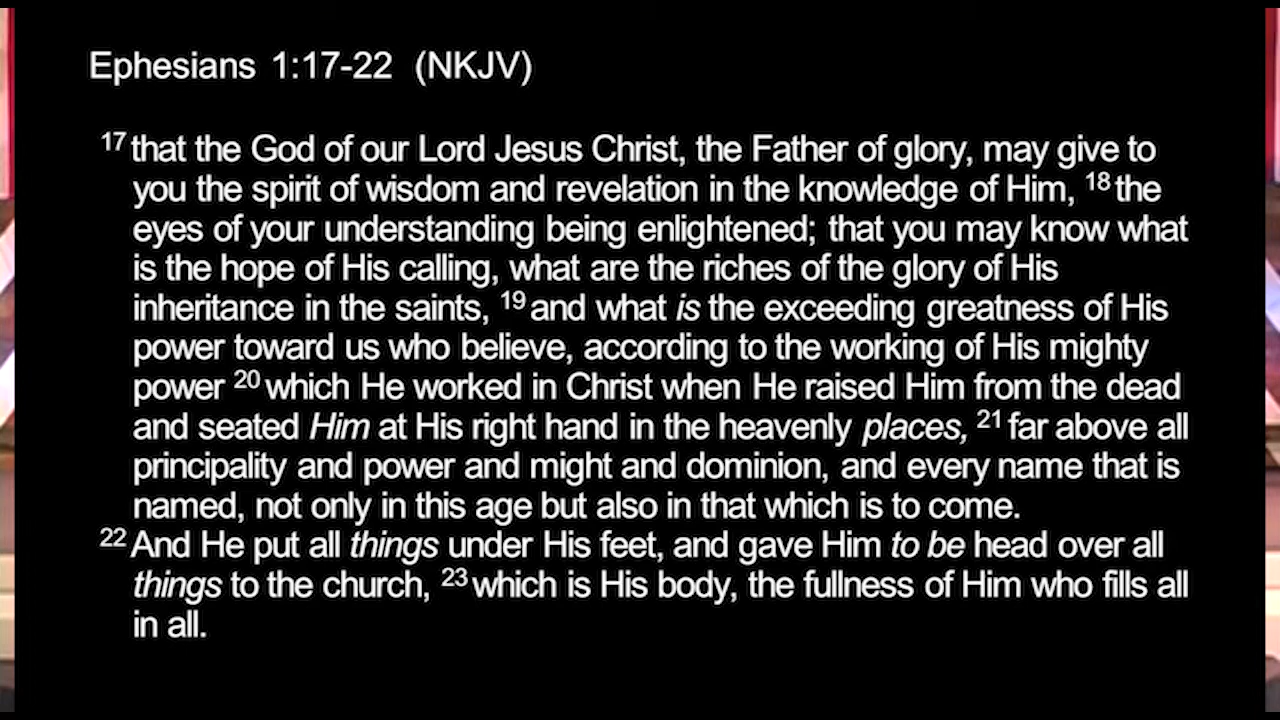 Ephesians 1:17-22 (NKJV)
17 that the God of our Lord Jesus Christ, the Father of glory, may give to
you the spirit of wisdom and revelation in the knowledge of Him, 18 the
eyes of your understanding being enlightened; that you may know what
is the hope of His calling, what are the riches of the glory of His
inheritance in the saints, 19 and what is the exceeding greatness of His
power toward us who believe, according to the working of His mighty
power 20 which He worked in Christ when He raised Him from the dead
and seated Him at His right hand in the heavenly places, 21 far above all
principality and power and might and dominion, and every name that is
named, not only in this age but also in that which is to come.
22 And He put all things under His feet, and gave Him to be head over all
things to the church, 23 which is His body, the fullness of Him who fills all
in all.